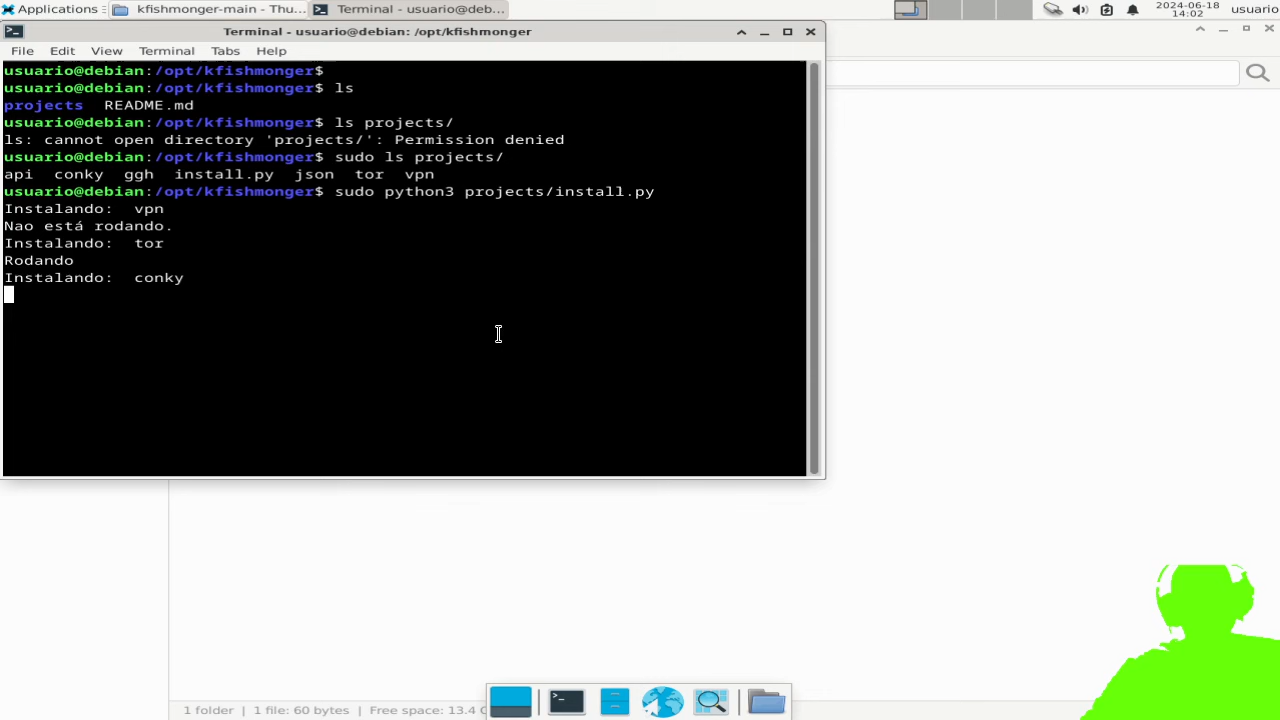 Applications
kfishmonger-main - Thu...
Terminal - usuario@deb...
2024-06-18
14:02
usuario
Terminal - usuario@debian: /opt/kfishmonger
File Edit View Terminal Tabs Help
usuario@debian:/opt/kfishmonger$
usuario@debian:/opt/kfishmonger$ ls
projects README.md
usuario@debian:/opt/kfishmonger$ ls projects/
ls: cannot open directory 'projects/': Permission denied
usuario@debian:/opt/kfishmonger$ sudo ls projects/
api conky ggh install.py json tor vpn
usuario@debian:/opt/kfishmonger$ sudo python3 projects/install.py
Instalando: vpn
Nao está rodando.
Instalando: tor
Rodando
Instalando: conky
1 folder | 1 file: 60 bytes | Free space: 13.4